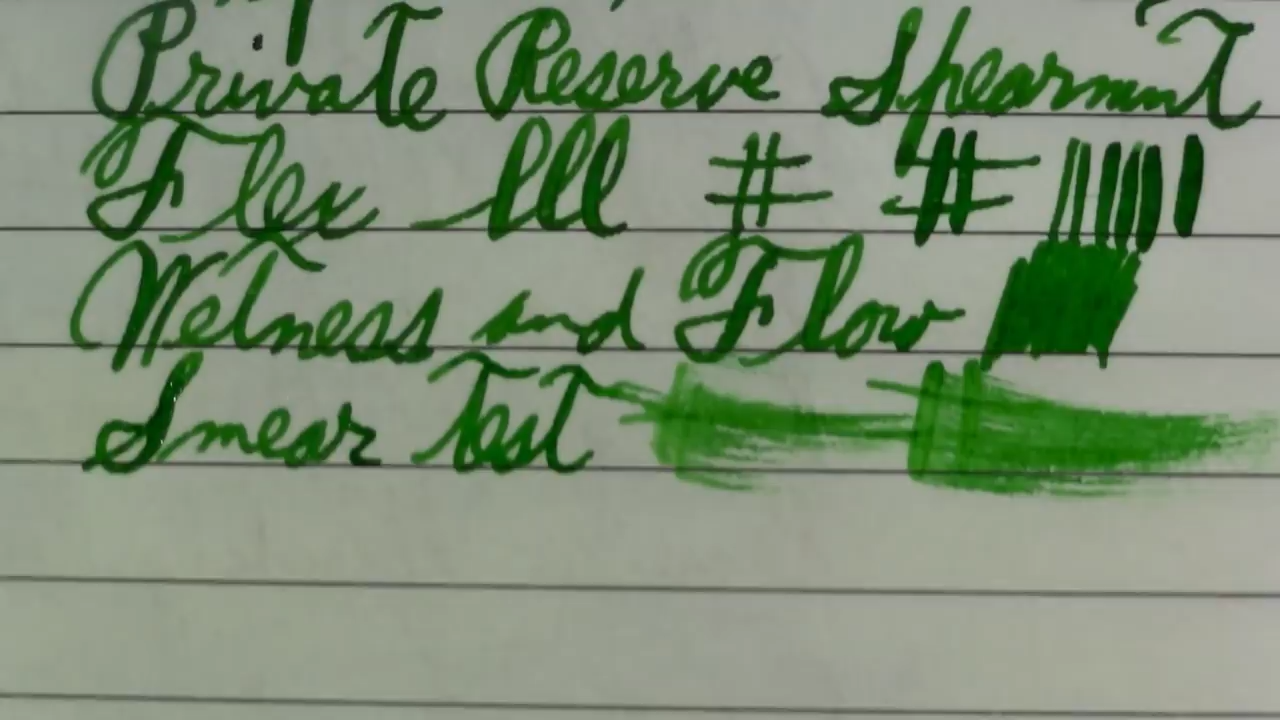 Private Reserve Spearmint
Flex lll # #
Wetness and Flow
Smear Test